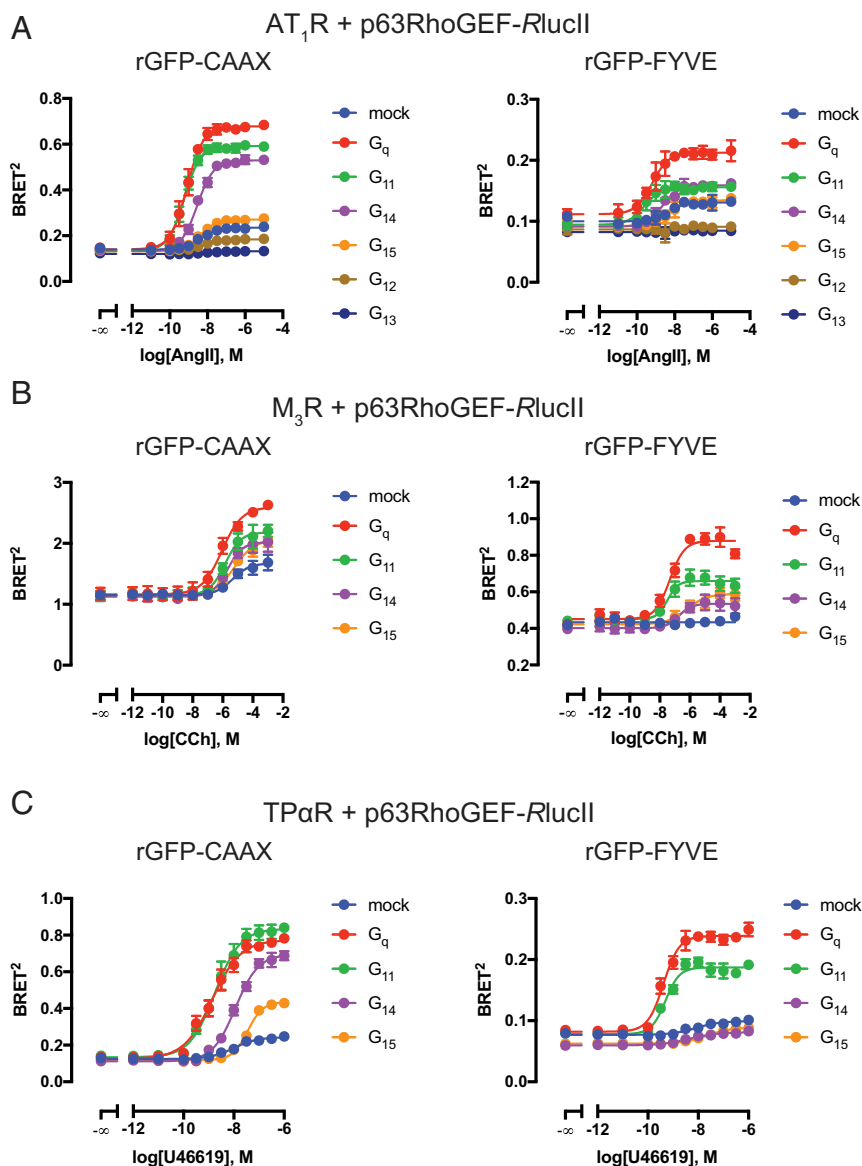 A
AT₁R + p63RhoGEF-RlucII
rGFP-CAAX
BRET²
0.8
0.6
0.4
0.2
0.0
-∞ -12 -10 -8 -6 -4
log[AngII], M
mock
Gq
G11
G14
G15
G12
G13
rGFP-FYVE
BRET²
0.3
0.2
0.1
0.0
-∞ -12 -10 -8 -6 -4
log[AngII], M
mock
Gq
G11
G14
G15
G12
G13
B
M₃R + p63RhoGEF-RlucII
rGFP-CAAX
BRET²
3
2
1
0
-∞ -12 -10 -8 -6 -4 -2
log[CCh], M
mock
Gq
G11
G14
G15
rGFP-FYVE
BRET²
1.2
1.0
0.8
0.6
0.4
0.2
-∞ -12 -10 -8 -6 -4 -2
log[CCh], M
mock
Gq
G11
G14
G15
C
TPαR + p63RhoGEF-RlucII
rGFP-CAAX
BRET²
1.0
0.8
0.6
0.4
0.2
0.0
-∞ -12 -10 -8 -6
log[U46619], M
mock
Gq
G11
G14
G15
rGFP-FYVE
BRET²
0.3
0.2
0.1
0.0
-∞ -12 -10 -8 -6
log[U46619], M
mock
Gq
G11
G14
G15